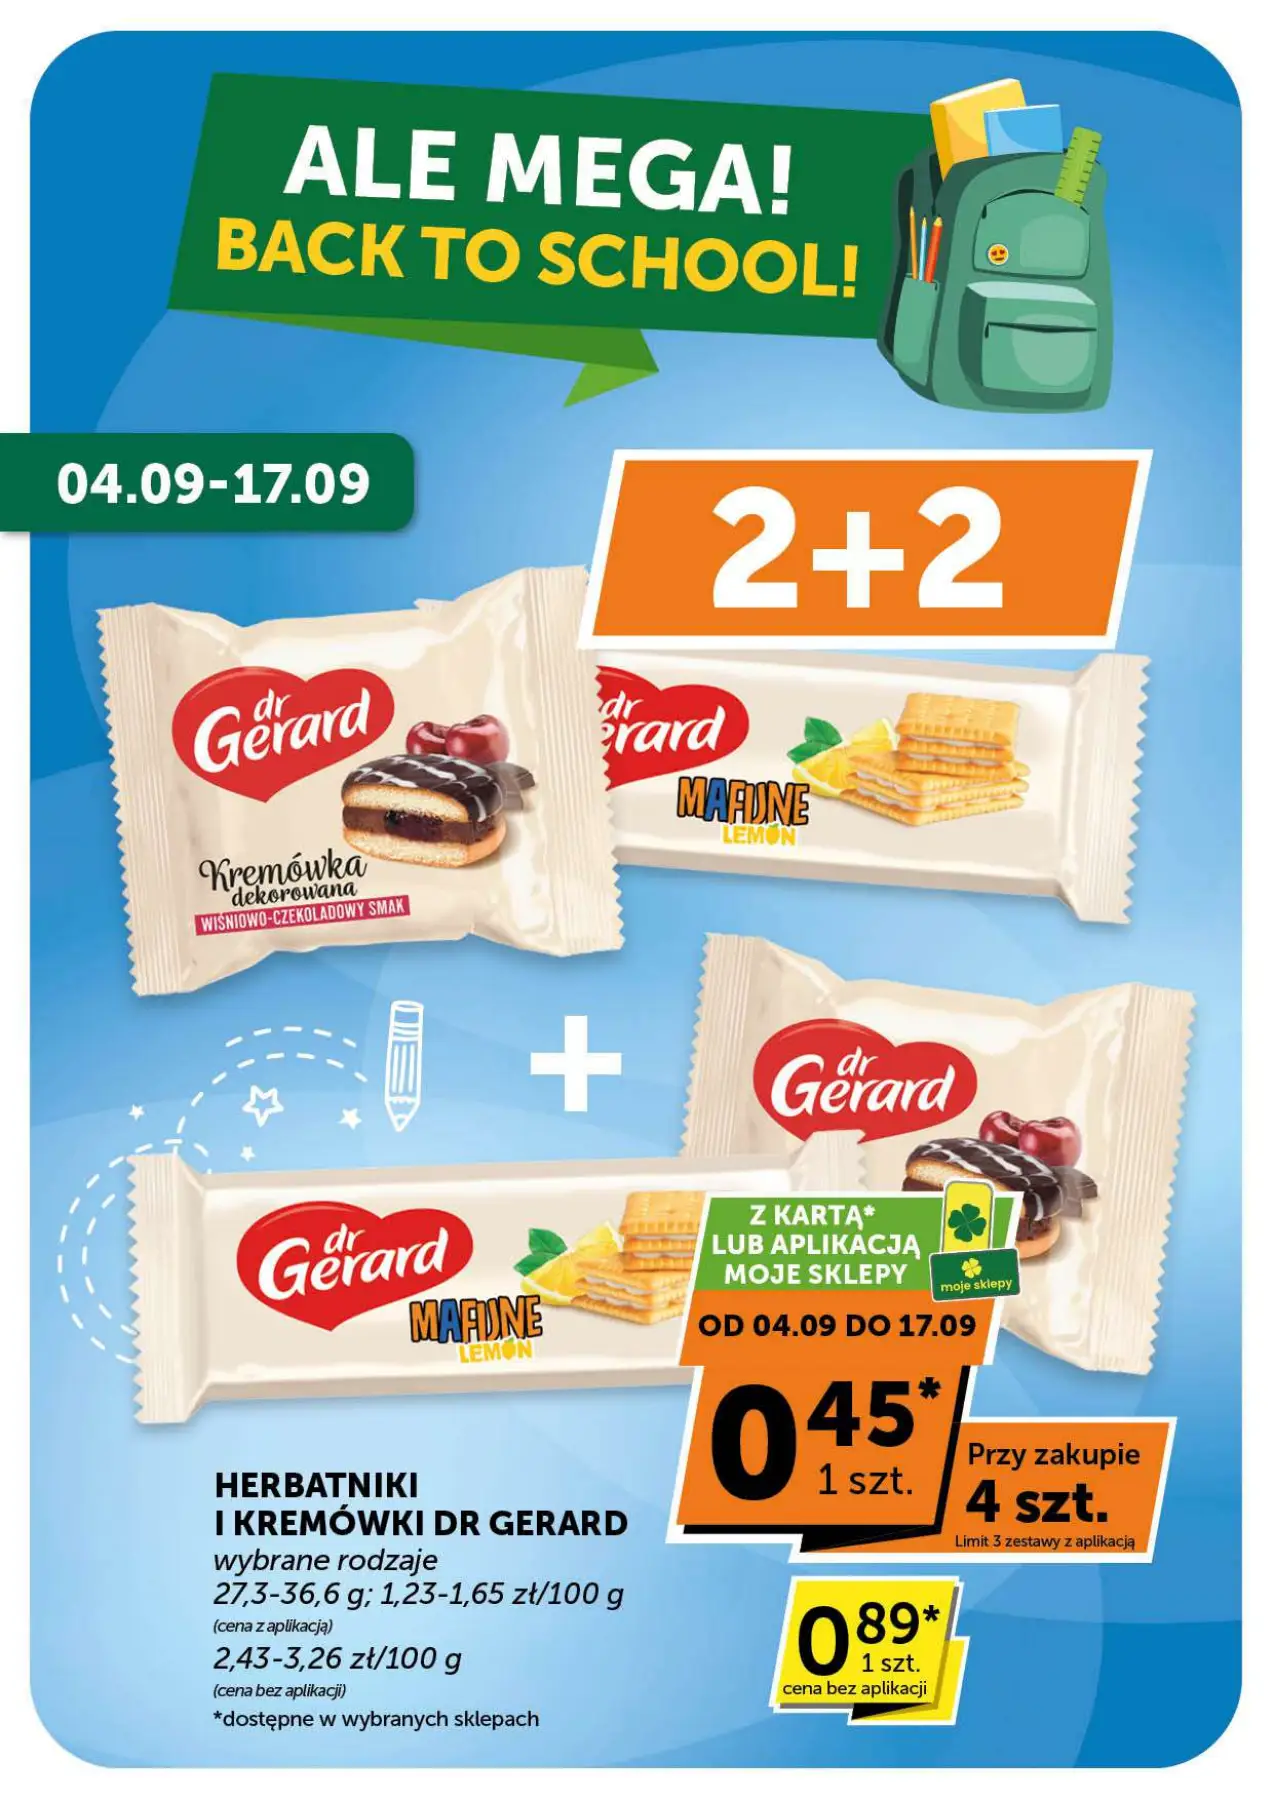 ALE MEGA!
BACK TO SCHOOL!
04.09-17.09
2+2
dr
Gerard
Kremówka
dekorowana
WIŚNIOWO-CZEKOLADOWY SMAK
dr
erard
MAFIJNE
LEMON
+
dr
Gerard
dr
Gerard
MAFIJNE
LEMON
Z KARTĄ*
LUB APLIKACJĄ
MOJE SKLEPY
moje sklepy
OD 04.09 DO 17.09
0 45*
1 szt.
Przy zakupie
4 szt.
Limit 3 zestawy z aplikacją
HERBATNIKI
I KREMÓWKI DR GERARD
wybrane rodzaje
27,3-36,6 g; 1,23-1,65 zł/100 g
(cena z aplikacją)
2,43-3,26 zł/100 g
(cena bez aplikacji)
*dostępne w wybranych sklepach
0 89*
1 szt.
cena bez aplikacji